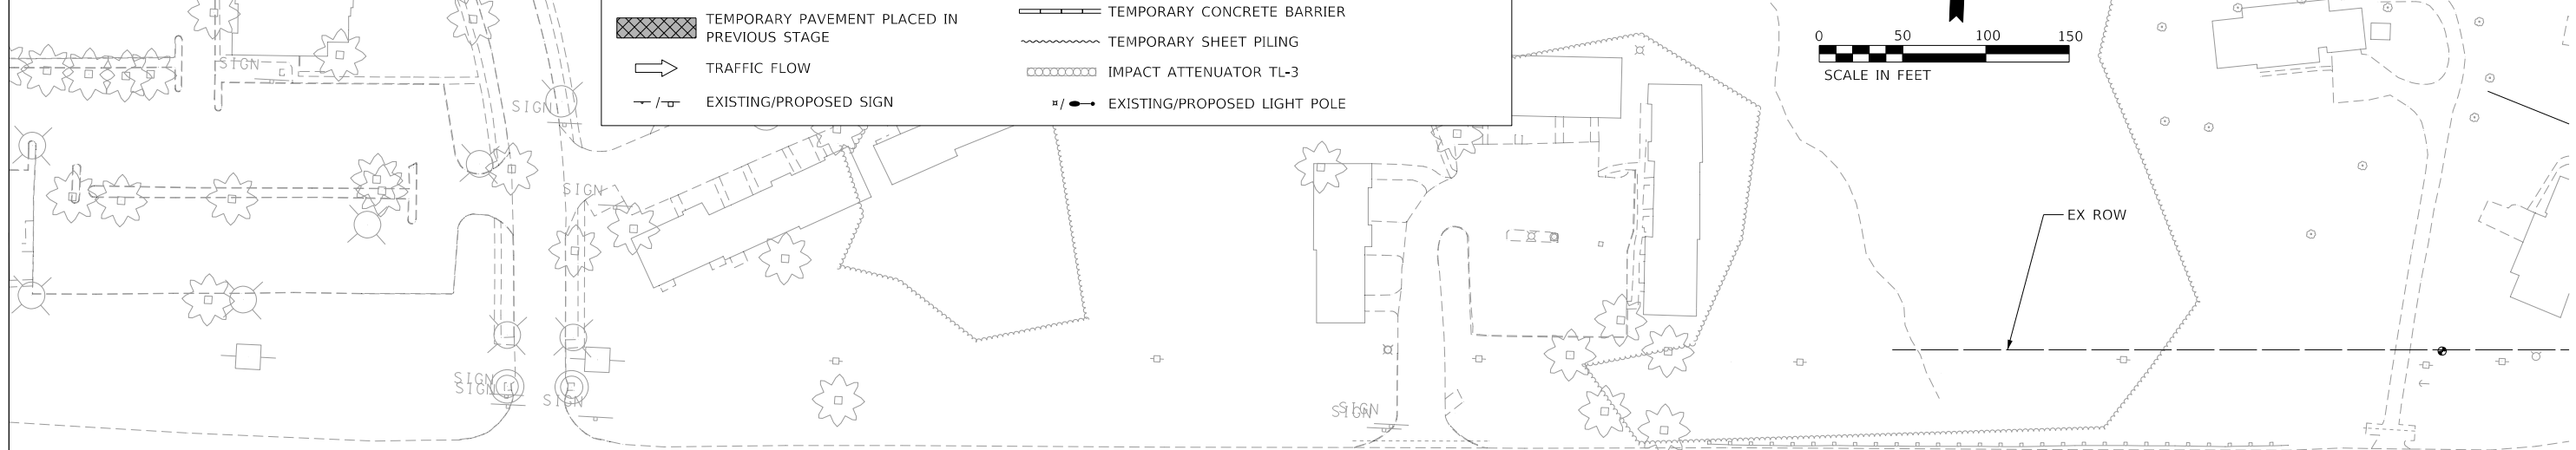 TEMPORARY PAVEMENT PLACED IN
PREVIOUS STAGE
TRAFFIC FLOW
EXISTING/PROPOSED SIGN
TEMPORARY CONCRETE BARRIER
TEMPORARY SHEET PILING
IMPACT ATTENUATOR TL-3
EXISTING/PROPOSED LIGHT POLE
0 50 100 150
SCALE IN FEET
SIGN
SIGN
SIGN
EX ROW
SIGN
SIGN
SIGN
SIGN
SIGN